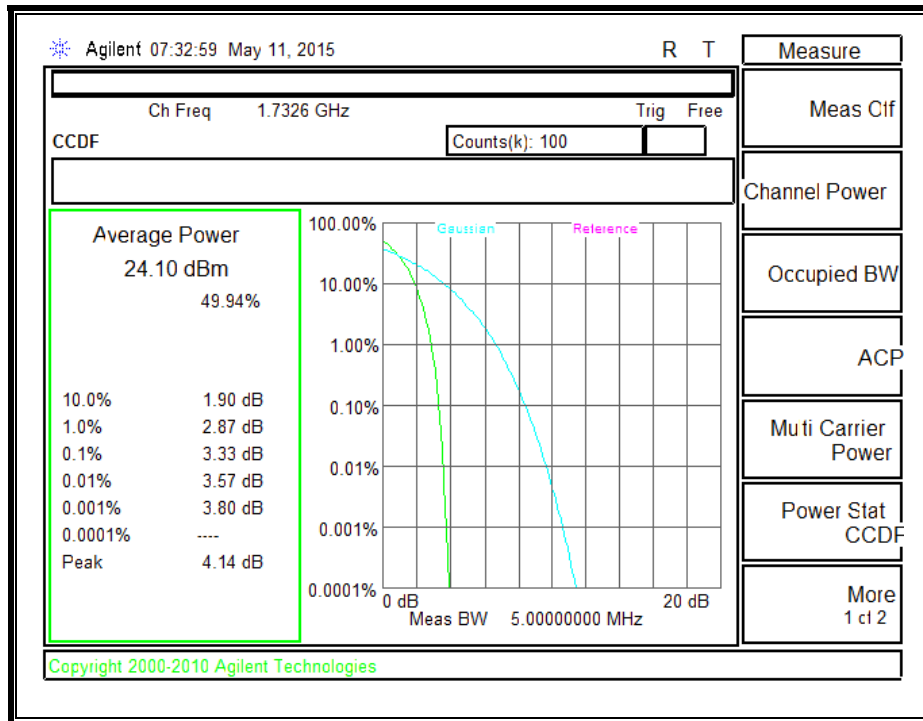 Agilent 07:32:59 May 11, 2015 R T
Ch Freq 1.7326 GHz Trig Free
CCDF Counts(k): 100
Average Power
24.10 dBm
49.94%
10.0% 1.90 dB
1.0% 2.87 dB
0.1% 3.33 dB
0.01% 3.57 dB
0.001% 3.80 dB
0.0001% ----
Peak 4.14 dB
Gaussian Reference
100.00%
10.00%
1.00%
0.10%
0.01%
0.001%
0.0001%
0 dB 20 dB
Meas BW 5.00000000 MHz
Measure
Meas Off
Channel Power
Occupied BW
ACP
Multi Carrier
Power
Power Stat
CCDF
More
1 of 2
Copyright 2000-2010 Agilent Technologies